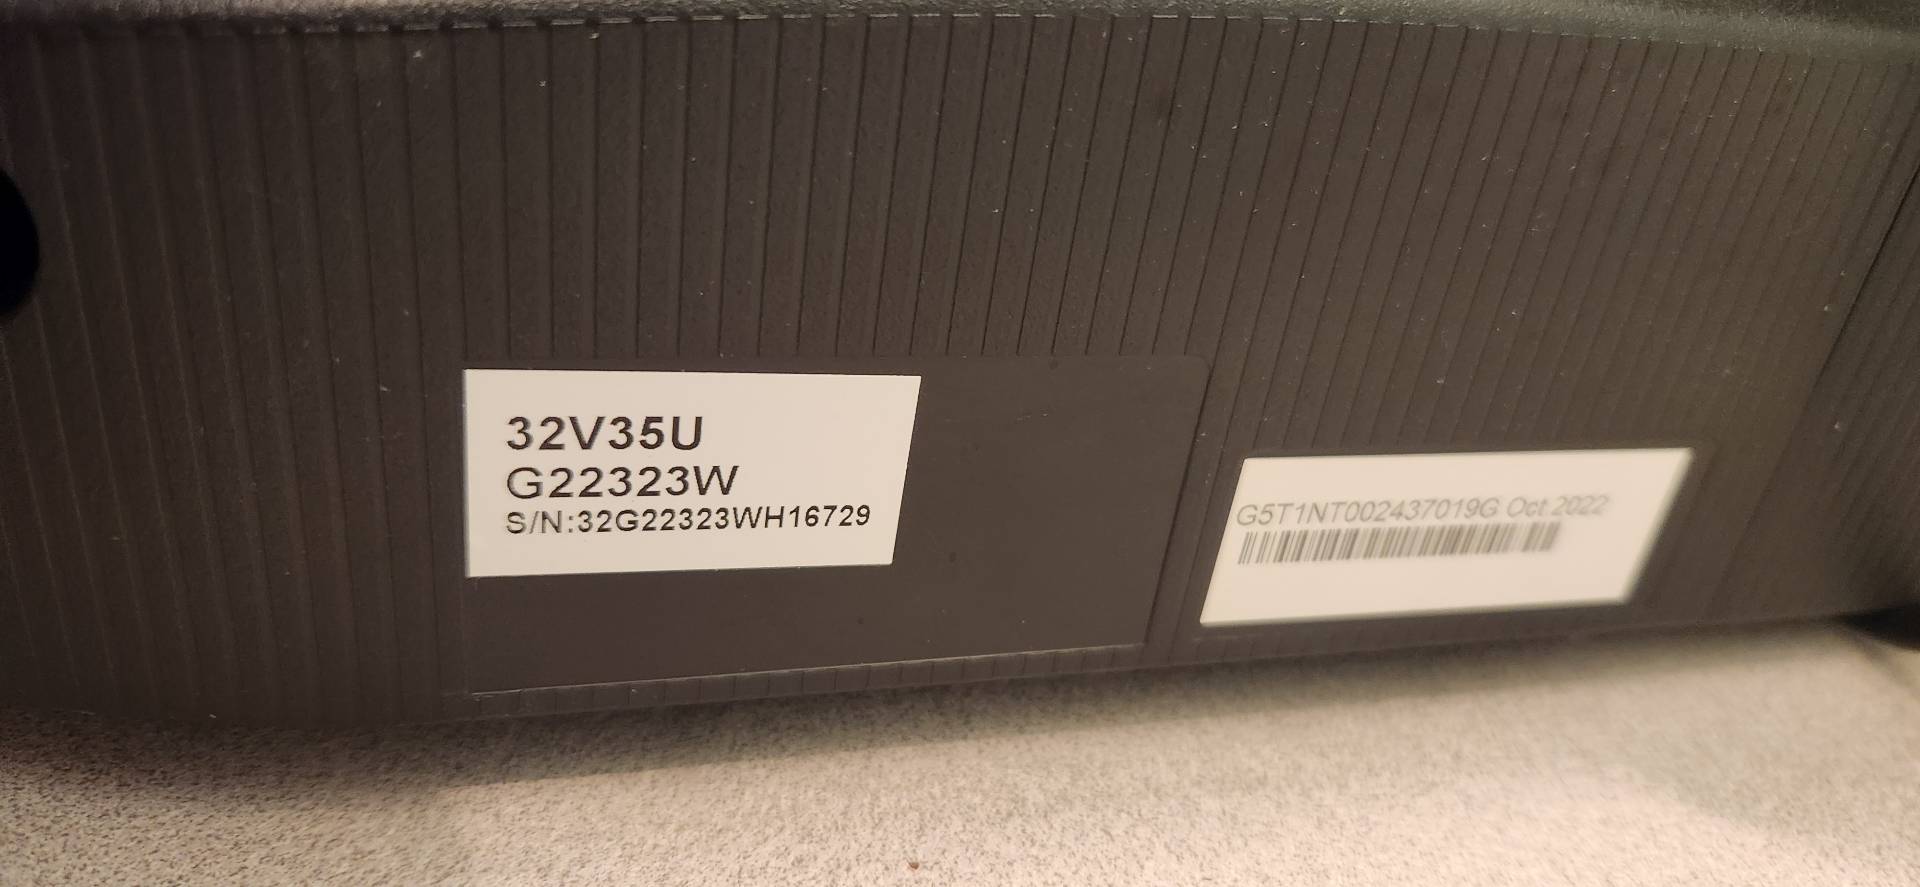 32V35U
G22323W
S/N:32G22323WH16729
G5T1NT002437019G Oct 2022